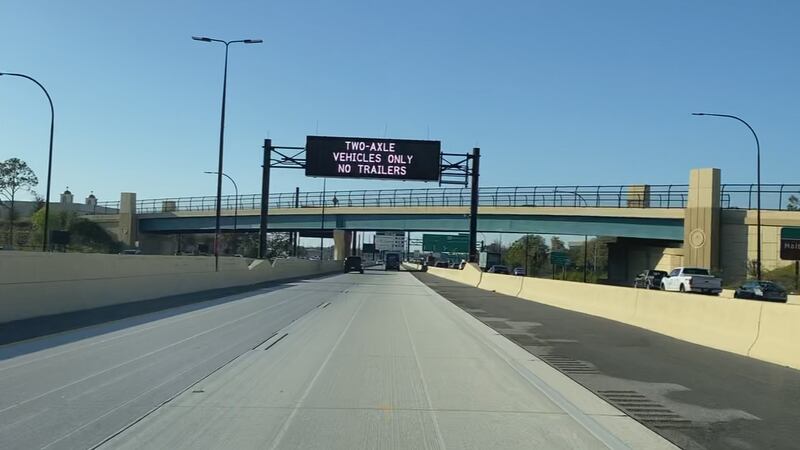 TWO-AXLE
VEHICLES ONLY
NO TRAILERS